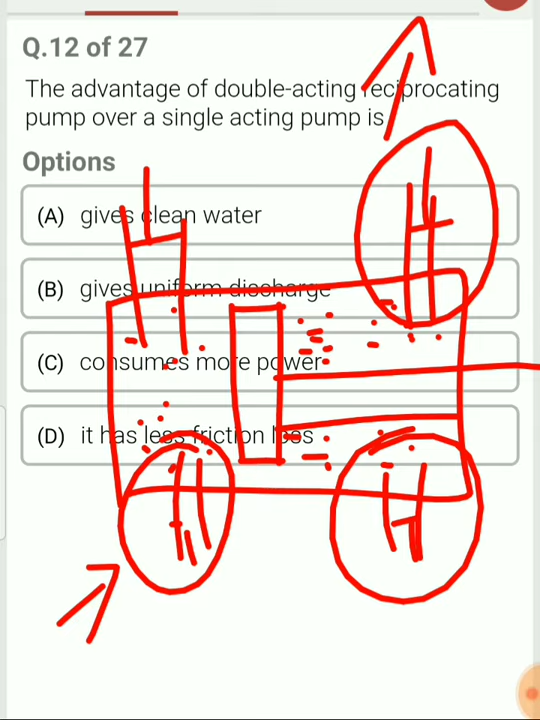 Q.12 of 27
The advantage of double-acting reciprocating
pump over a single acting pump is
Options
(A) gives clean water
(B) gives uniform discharge
(C) consumes more power
(D) it has less friction loss